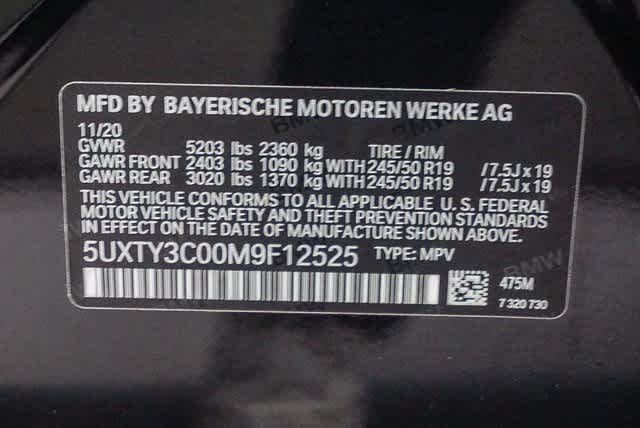 MFD BY BAYERISCHE MOTOREN WERKE AG
11/20
GVWR 5203 lbs 2360 kg TIRE / RIM
GAWR FRONT 2403 lbs 1090 kg WITH 245/50 R19 /7.5J x 19
GAWR REAR 3020 lbs 1370 kg WITH 245/50 R19 /7.5J x 19
THIS VEHICLE CONFORMS TO ALL APPLICABLE U.S. FEDERAL
MOTOR VEHICLE SAFETY AND THEFT PREVENTION STANDARDS
IN EFFECT ON THE DATE OF MANUFACTURE SHOWN ABOVE.
5UXTY3C00M9F12525 TYPE: MPV
BMW
475M
7 320 730